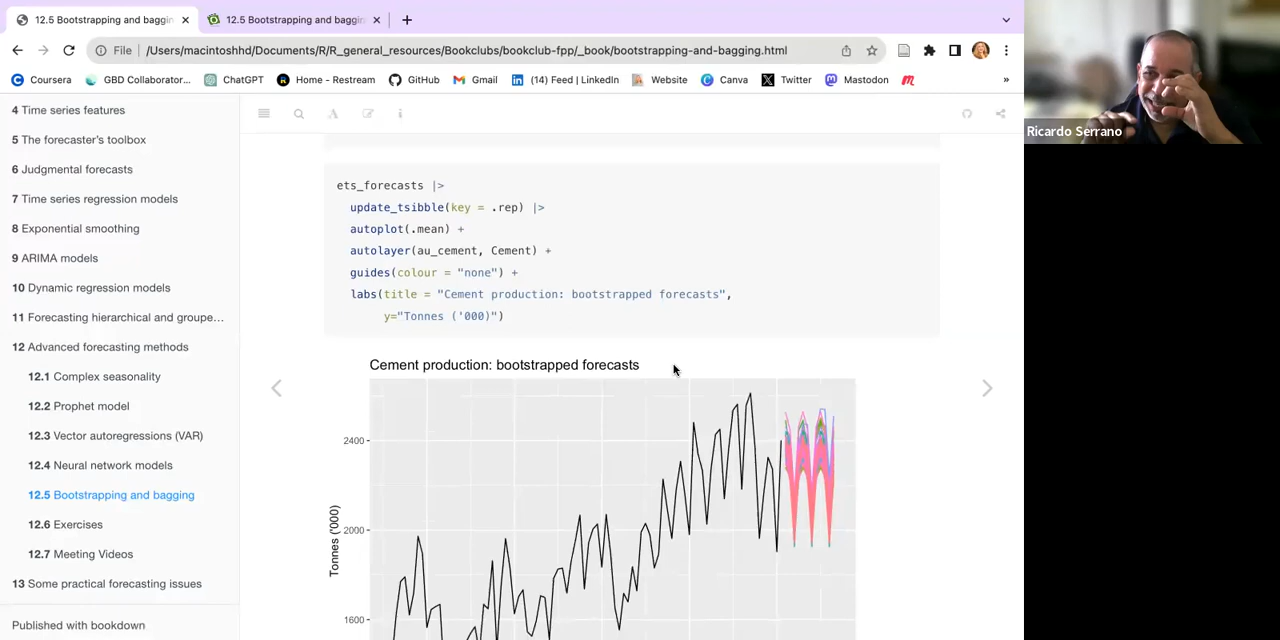 12.5 Bootstrapping and baggin
12.5 Bootstrapping and baggin
File
/Users/macintoshhd/Documents/R/R_general_resources/Bookclubs/bookclub-fpp/_book/bootstrapping-and-bagging.html
Coursera
GBD Collaborator...
ChatGPT
Home - Restream
GitHub
Gmail
(14) Feed | LinkedIn
Website
Canva
Twitter
Mastodon
»
4 Time series features
5 The forecaster's toolbox
6 Judgmental forecasts
7 Time series regression models
8 Exponential smoothing
9 ARIMA models
10 Dynamic regression models
11 Forecasting hierarchical and groupe...
12 Advanced forecasting methods
12.1 Complex seasonality
12.2 Prophet model
12.3 Vector autoregressions (VAR)
12.4 Neural network models
12.5 Bootstrapping and bagging
12.6 Exercises
12.7 Meeting Videos
13 Some practical forecasting issues
Published with bookdown
ets_forecasts |>
update_tsibble(key = .rep) |>
autoplot(.mean) +
autolayer(au_cement, Cement) +
guides(colour = "none") +
labs(title = "Cement production: bootstrapped forecasts",
y="Tonnes ('000)")
Cement production: bootstrapped forecasts
Tonnes ('000)
2400
2000
1600
Ricardo Serrano